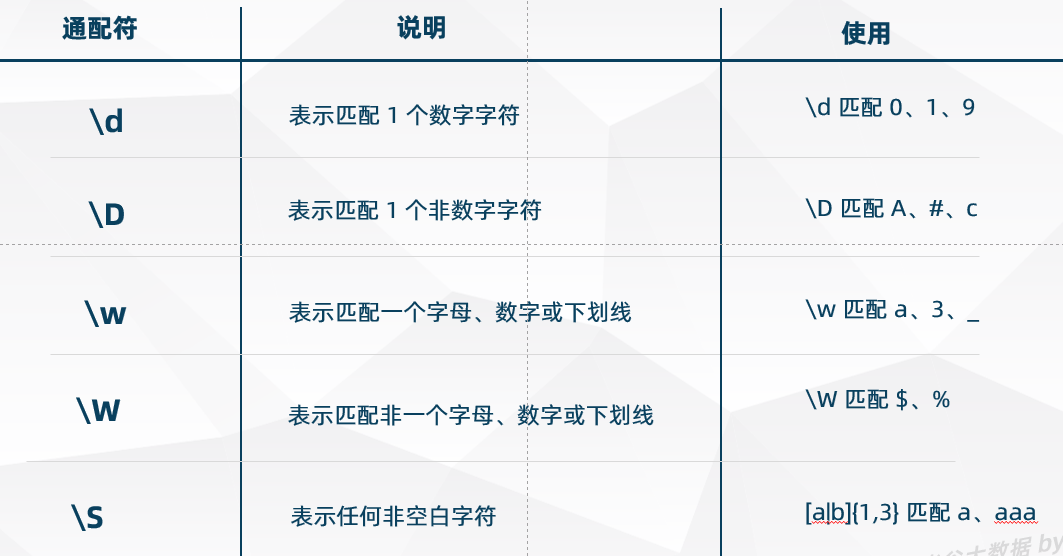 通配符 说明 使用
\d 表示匹配 1 个数字字符 \d 匹配 0、1、9
\D 表示匹配 1 个非数字字符 \D 匹配 A、#、c
\w 表示匹配一个字母、数字或下划线 \w 匹配 a、3、_
\W 表示匹配非一个字母、数字或下划线 \W 匹配 $、%
\S 表示任何非空白字符 [a|b]{1,3} 匹配 a、aaa
大数据 by